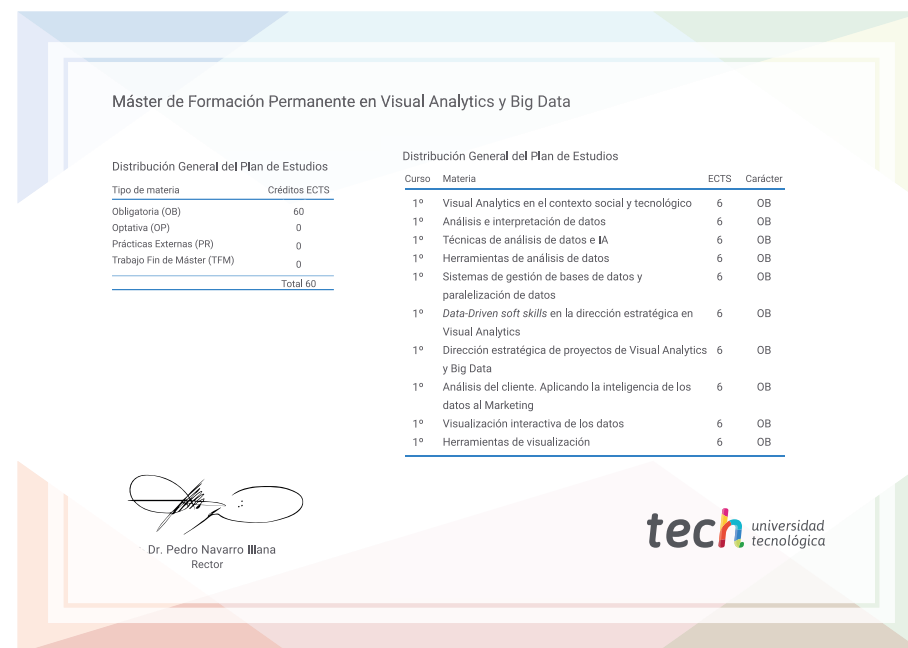 Máster de Formación Permanente en Visual Analytics y Big Data
Distribución General del Plan de Estudios
Tipo de materia Créditos ECTS
Obligatoria (OB) 60
Optativa (OP) 0
Prácticas Externas (PR) 0
Trabajo Fin de Máster (TFM) 0
Total 60
Distribución General del Plan de Estudios
Curso Materia ECTS Carácter
1º Visual Analytics en el contexto social y tecnológico 6 OB
1º Análisis e interpretación de datos 6 OB
1º Técnicas de análisis de datos e IA 6 OB
1º Herramientas de análisis de datos 6 OB
1º Sistemas de gestión de bases de datos y 6 OB
paralelización de datos
1º Data-Driven soft skills en la dirección estratégica en 6 OB
Visual Analytics
1º Dirección estratégica de proyectos de Visual Analytics 6 OB
y Big Data
1º Análisis del cliente. Aplicando la inteligencia de los 6 OB
datos al Marketing
1º Visualización interactiva de los datos 6 OB
1º Herramientas de visualización 6 OB
Dr. Pedro Navarro Illana
Rector
tech universidad
tecnológica